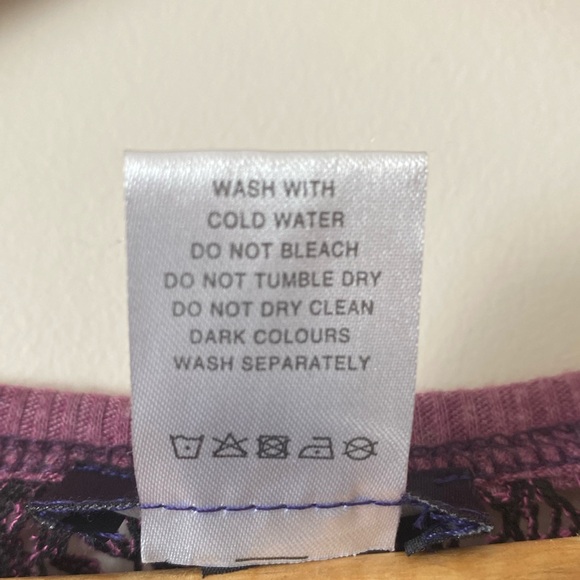 WASH WITH
COLD WATER
DO NOT BLEACH
DO NOT TUMBLE DRY
DO NOT DRY CLEAN
DARK COLOURS
WASH SEPARATELY